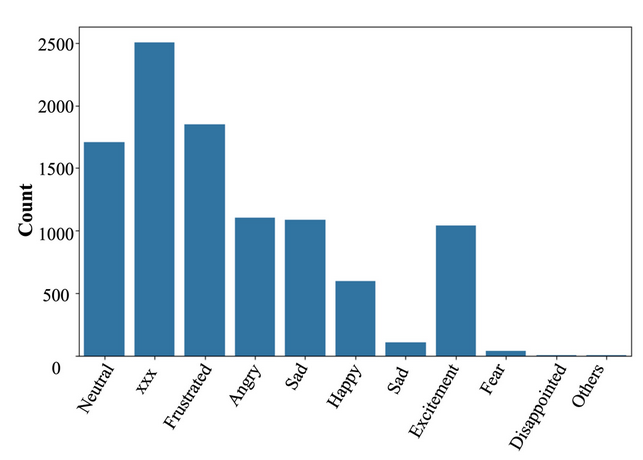 Count
2500
2000
1500
1000
500
0
Neutral
xxx
Frustrated
Angry
Sad
Happy
Sad
Excitement
Fear
Disappointed
Others